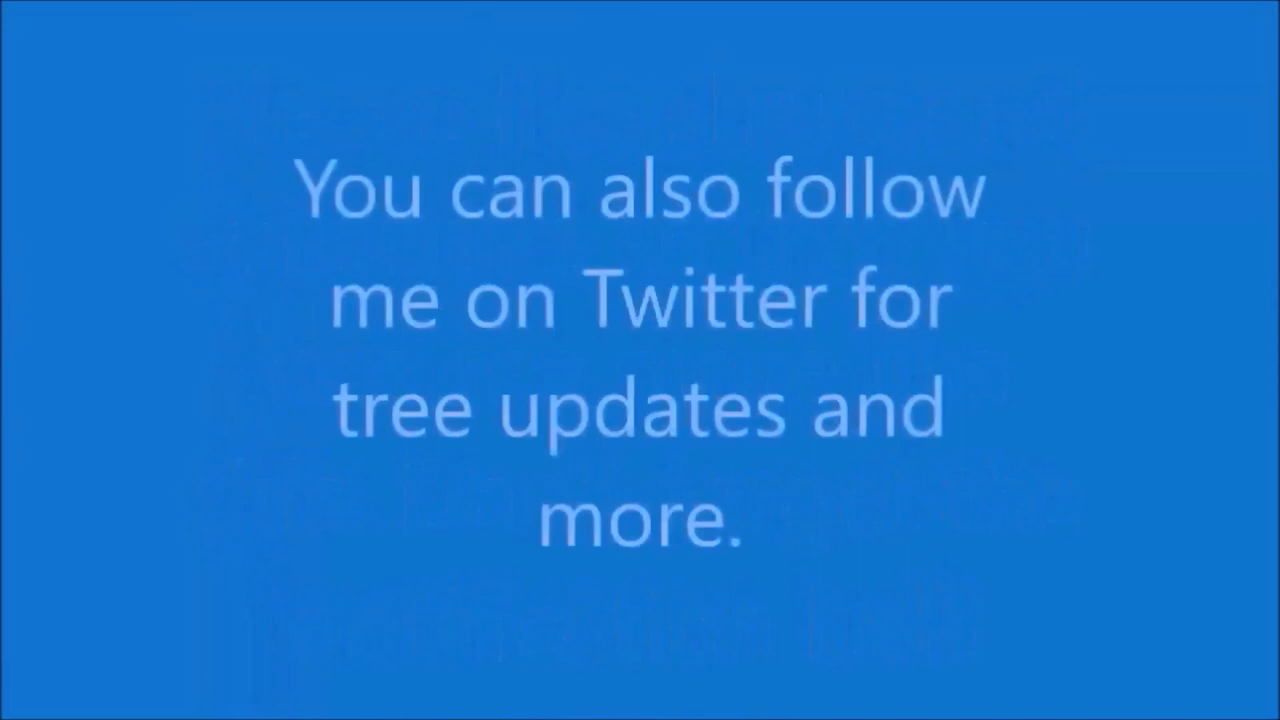 You can also follow
me on Twitter for
tree updates and
more.